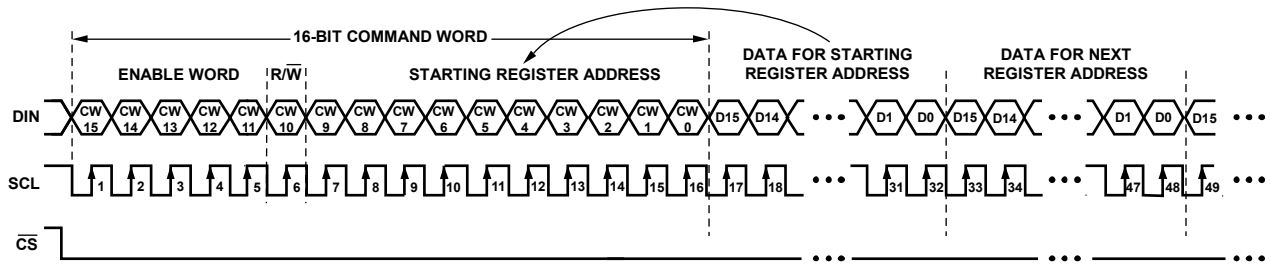 16-BIT COMMAND WORD
DATA FOR STARTING
REGISTER ADDRESS
DATA FOR NEXT
REGISTER ADDRESS
ENABLE WORD R/W̅ STARTING REGISTER ADDRESS
DIN CW 15 CW 14 CW 13 CW 12 CW 11 CW 10 CW 9 CW 8 CW 7 CW 6 CW 5 CW 4 CW 3 CW 2 CW 1 CW 0 D15 D14 ••• D1 D0 D15 D14 ••• D1 D0 D15 •••
SCL 1 2 3 4 5 6 7 8 9 10 11 12 13 14 15 16 17 18 ••• 31 32 33 34 ••• 47 48 49 •••
C̅S̅ ••• ••• •••